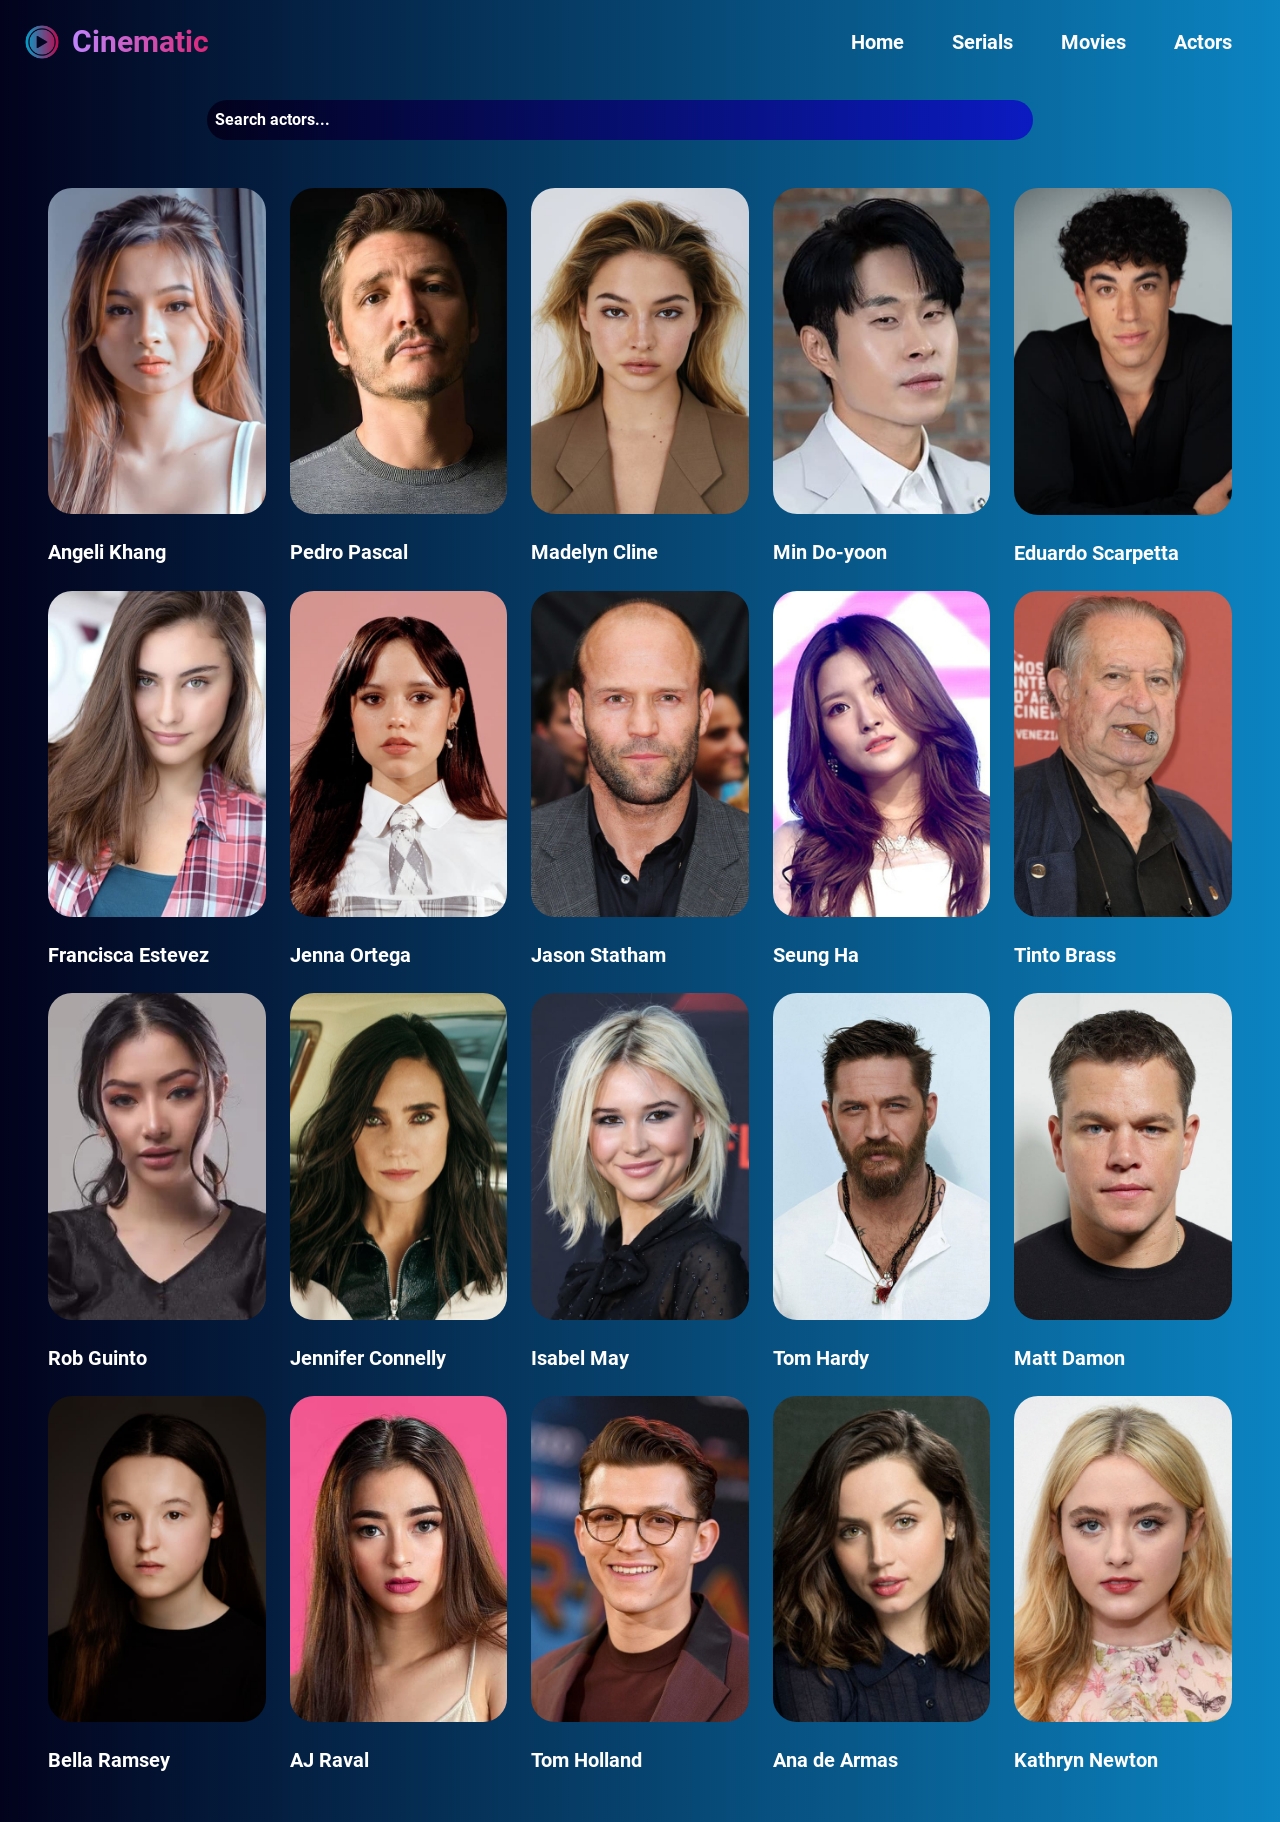 Cinematic
Home Serials Movies Actors
Search actors...
Angeli Khang Pedro Pascal Madelyn Cline Min Do-yoon Eduardo Scarpetta
VENEZIA
Francisca Estevez Jenna Ortega Jason Statham Seung Ha Tinto Brass
Rob Guinto Jennifer Connelly Isabel May Tom Hardy Matt Damon
Bella Ramsey AJ Raval Tom Holland Ana de Armas Kathryn Newton